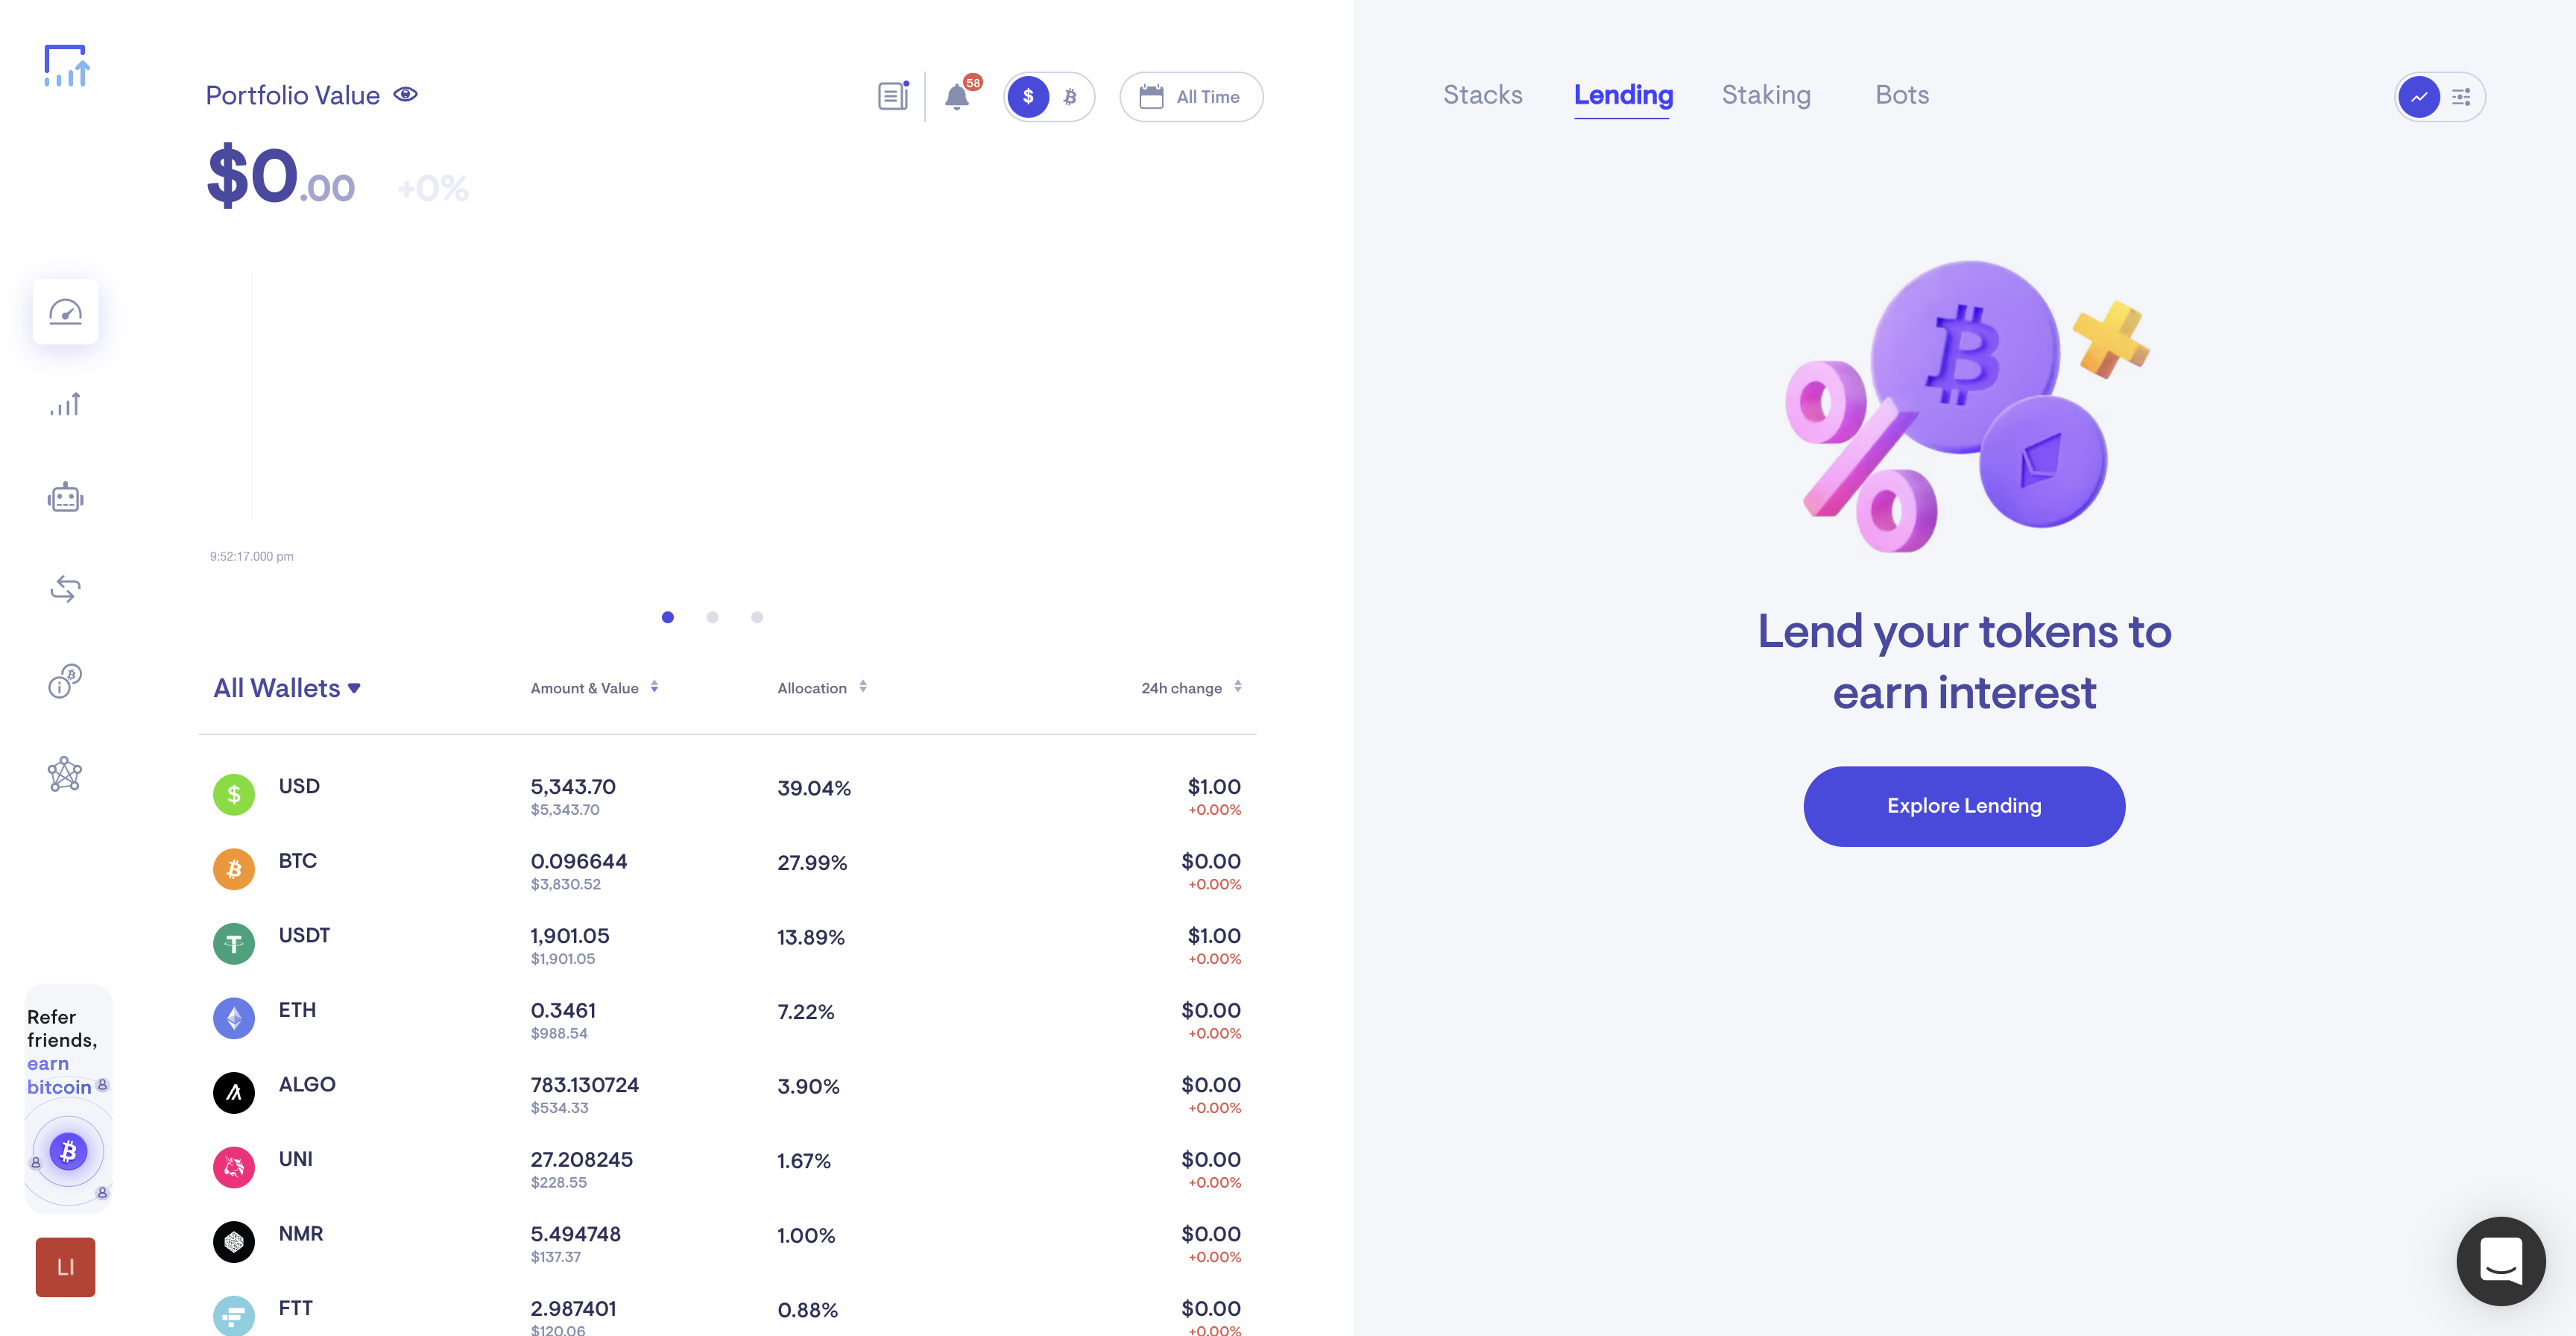 Portfolio Value
58
$
All Time
$0.00 +0%
9:52:17.000 pm
All Wallets Amount & Value Allocation 24h change
USD 5,343.70 39.04% $1.00
$5,343.70 +0.00%
BTC 0.096644 27.99% $0.00
$3,830.52 +0.00%
USDT 1,901.05 13.89% $1.00
$1,901.05 +0.00%
ETH 0.3461 7.22% $0.00
$988.54 +0.00%
ALGO 783.130724 3.90% $0.00
$534.33 +0.00%
UNI 27.208245 1.67% $0.00
$228.55 +0.00%
NMR 5.494748 1.00% $0.00
$137.37 +0.00%
FTT 2.987401 0.88% $0.00
$120.06 +0.00%
Refer
friends,
earn
bitcoin
LI
Stacks Lending Staking Bots
Lend your tokens to
earn interest
Explore Lending